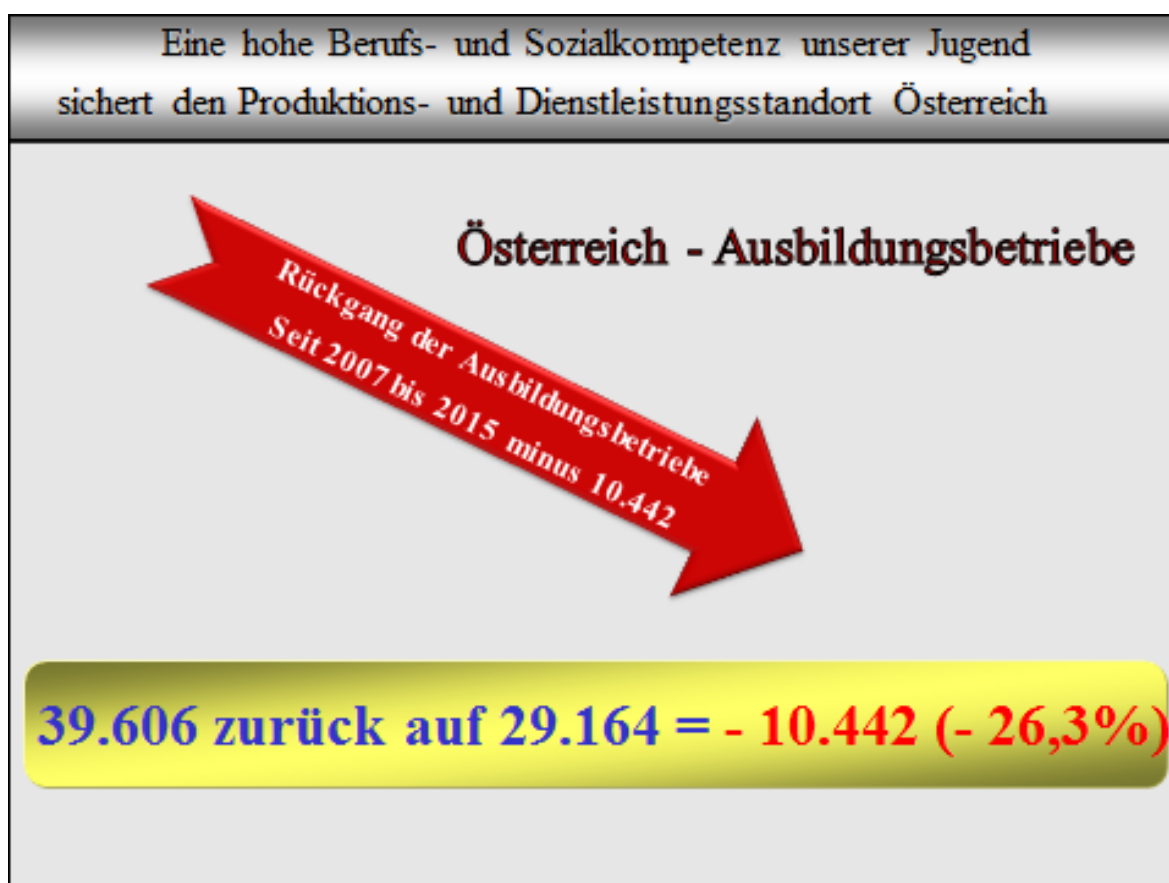 Eine hohe Berufs- und Sozialkompetenz unserer Jugend
sichert den Produktions- und Dienstleistungsstandort Österreich
Österreich - Ausbildungsbetriebe
Rückgang der Ausbildungsbetriebe
Seit 2007 bis 2015 minus 10.442
39.606 zurück auf 29.164 = - 10.442 (- 26,3%)